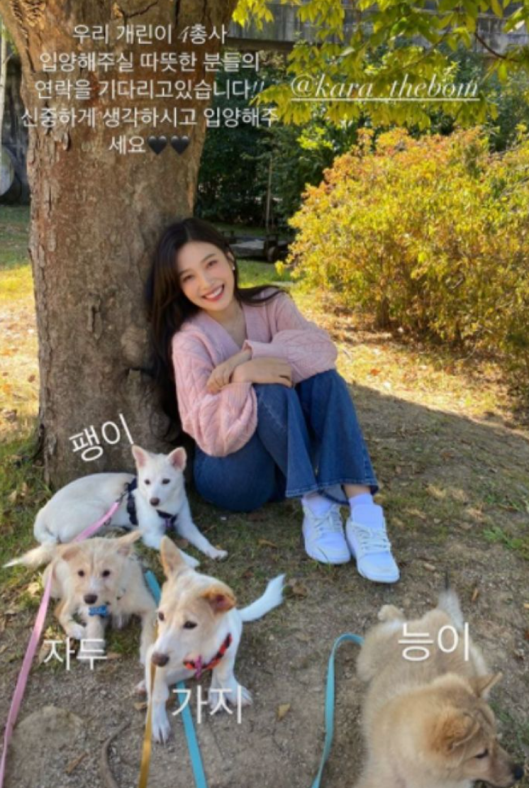 우리 개린이 4총사
입양해주실 따뜻한 분들의
연락을 기다리고있습니다!!
@kara_thebom
신중하게 생각하시고 입양해주
세요🖤🖤
팽이
자두
가지
능이